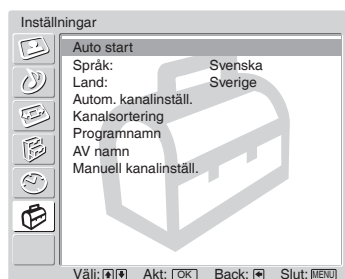 Inställningar
Auto start
Språk: Svenska
Land: Sverige
Autom. kanalinställ.
Kanalsortering
Programnamn
AV namn
Manuell kanalinställ.
Välj: Akt: OK Back: Slut: MENU